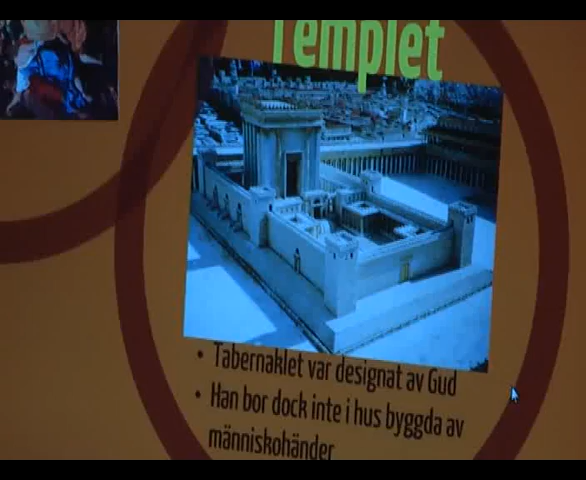 Templet
• Tabernaklet var designat av Gud
• Han bor dock inte i hus byggda av
människohänder